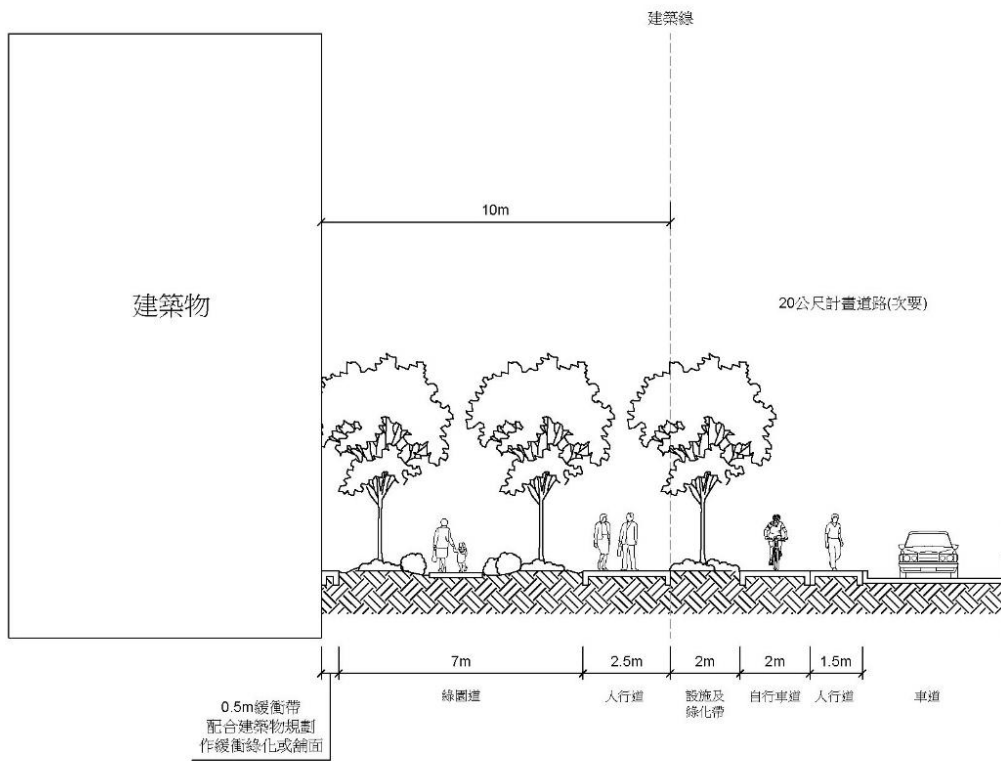 建築線
10m
建築物
20公尺計畫道路(次要)
7m
2.5m
2m
2m
1.5m
綠園道
人行道
設施及
綠化帶
自行車道
人行道
車道
0.5m緩衝帶
配合建築物規劃
作緩衝綠化或舖面